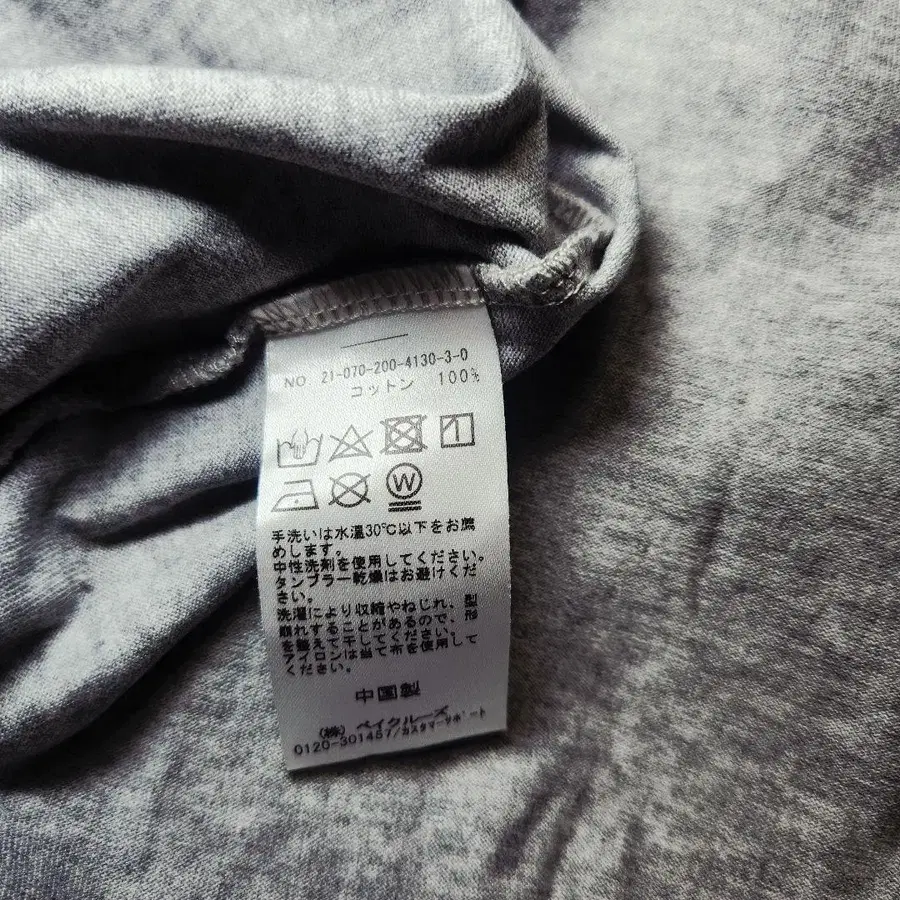 NO 21-070-200-4130-3-0
コットン 100%
W
手洗いは水温30℃以下をお薦
めします。
中性洗剤を使用してください。
タンブラー乾燥はお避けくだ
さい。
洗濯により収縮やねじれ、型
崩れすることがあるので、形
を整えて干してください。
アイロンは当て布を使用して
ください。
中国製
(株) ベイクルーズ
0120-301457/カスタマーサポート